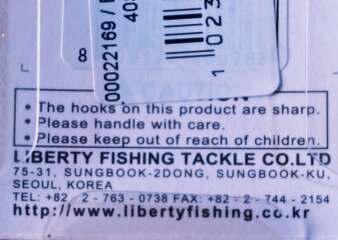 00022169 /
8
1 023
• The hooks on this product are sharp.
• Please handle with care.
• Please keep out of reach of children.
LIBERTY FISHING TACKLE CO.LTD
75-31, SUNGBOOK-2DONG, SUNGBOOK-KU,
SEOUL, KOREA
TEL: +82 - 2 - 763 - 0738 FAX: +82 - 2 - 744 - 2154
http://www.libertyfishing.co.kr